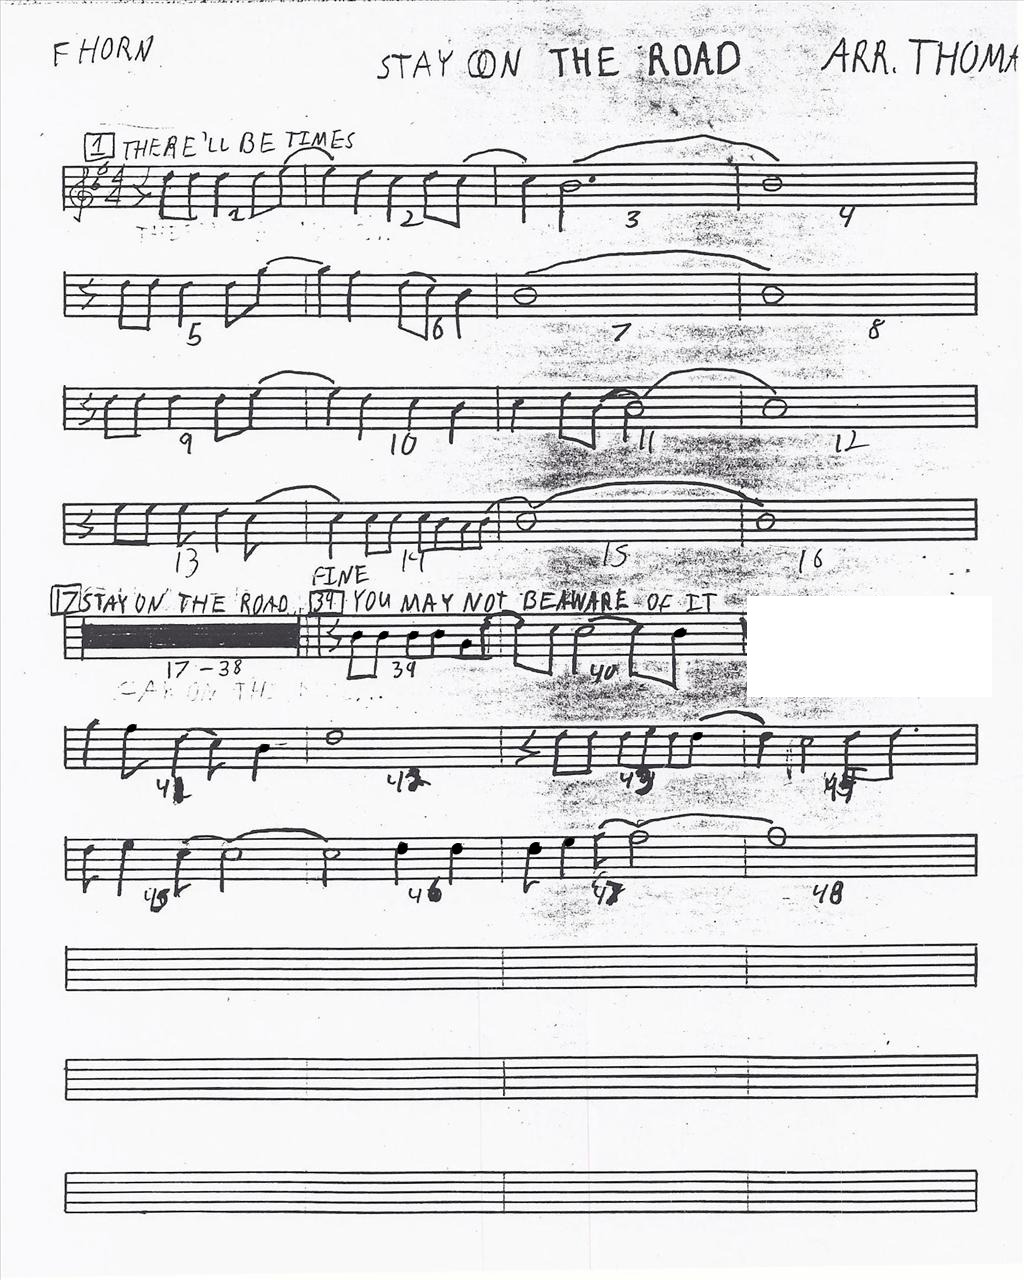 F HORN
STAY ON THE ROAD
ARR. THOMA
1 THERE'LL BE TIMES
4 4
1 2 3 4
5 6 7 8
9 10 11 12
13 14 15 16
FINE
17 STAY ON THE ROAD 39 YOU MAY NOT BE AWARE OF IT
17-38 39 40
41 42 43
45 46 47 48